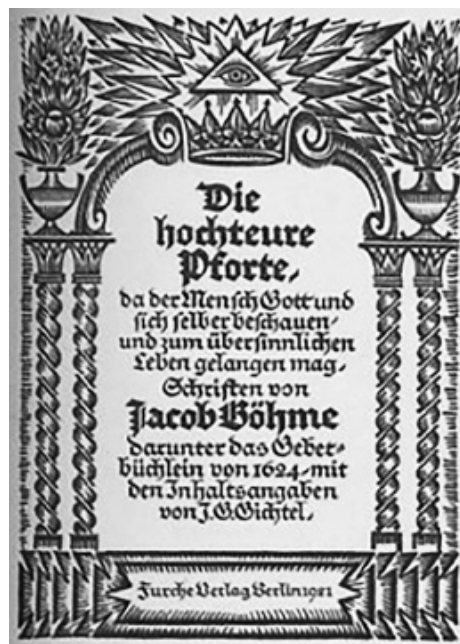 Die
hochteure
Pforte,
da der Mensch Gott und
sich selber beschauen/
und zum übersinnlichen
Leben gelangen mag.
Schriften von
Jacob Böhme
darunter das Gebet=
büchlein von 1624-mit
den Inhaltsangaben
von J.G.Gichtel.
Furche Verlag Berlin 1921